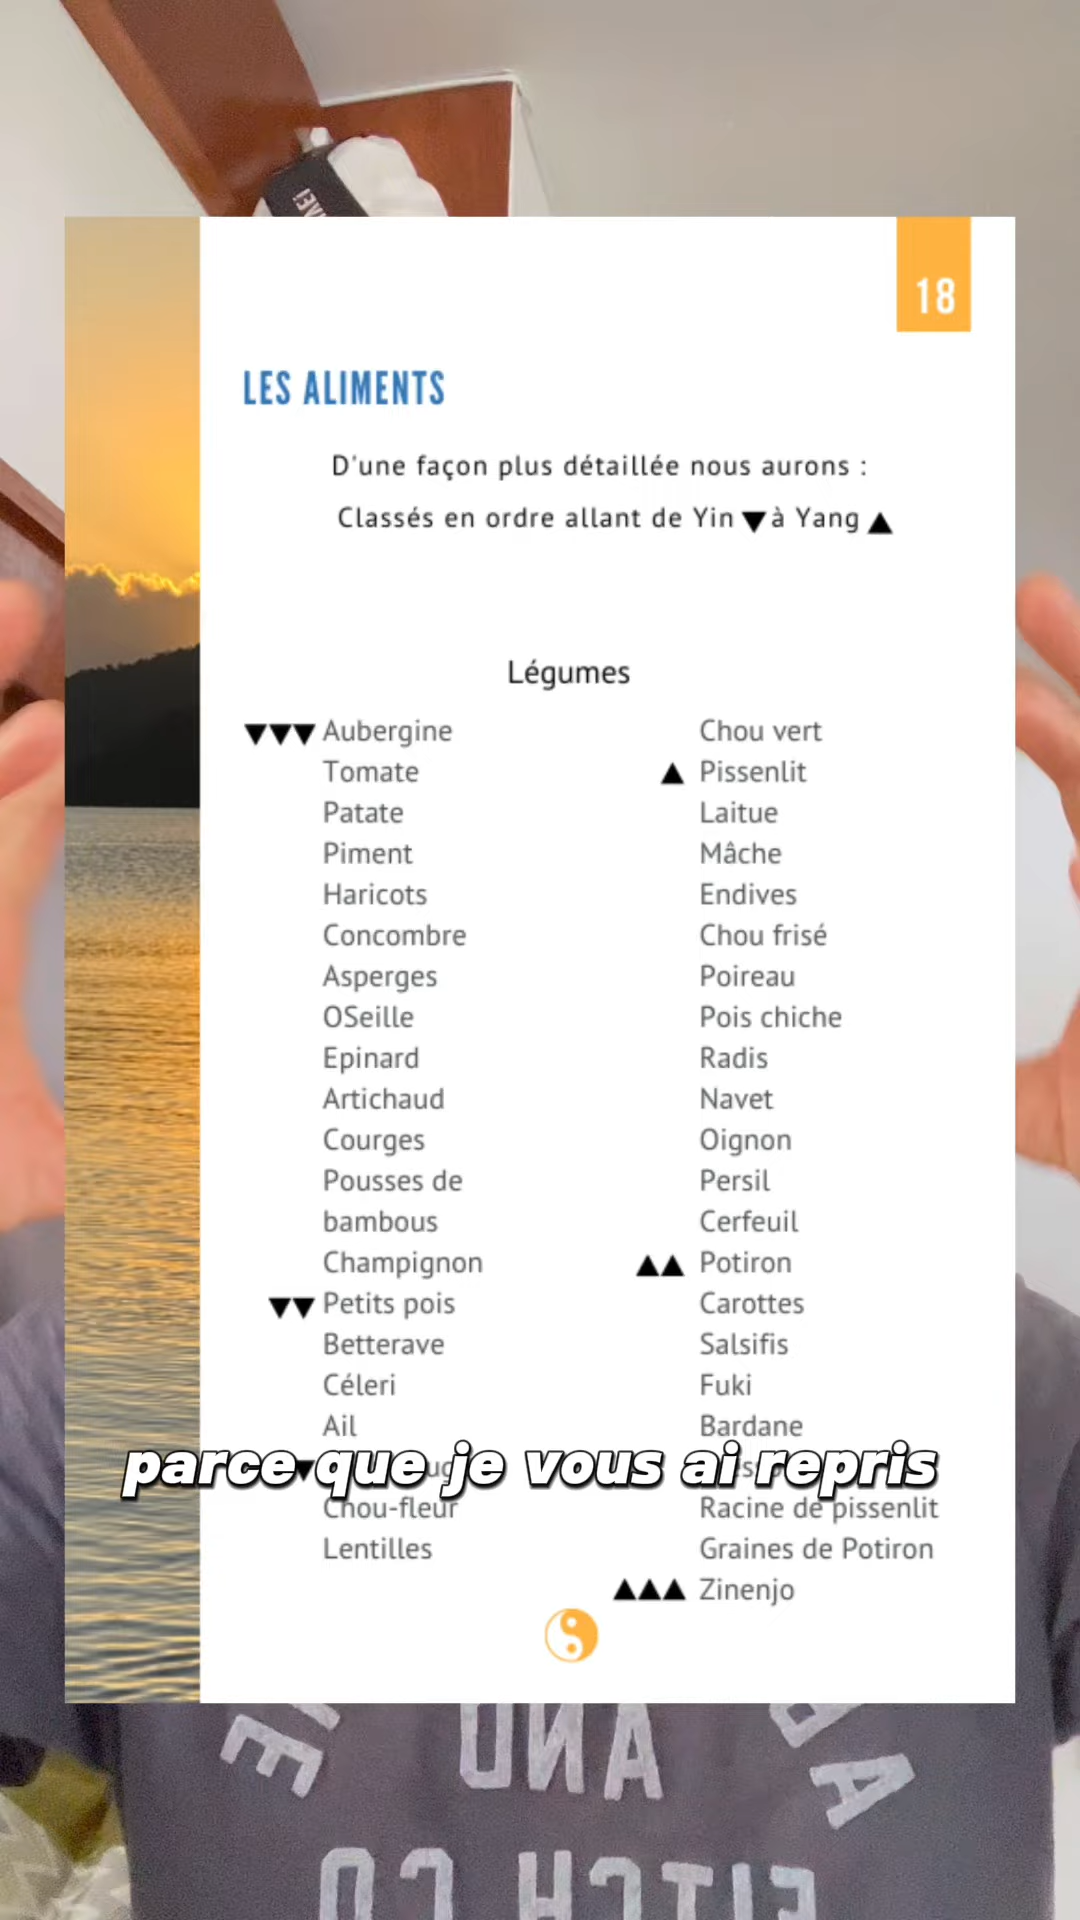 18
LES ALIMENTS
D'une façon plus détaillée nous aurons :
Classés en ordre allant de Yin ▼ à Yang ▲
Légumes
▼▼▼ Aubergine
Tomate
Patate
Piment
Haricots
Concombre
Asperges
OSeille
Epinard
Artichaud
Courges
Pousses de
bambous
Champignon
▼▼ Petits pois
Betterave
Céleri
Ail
Chou-fleur
Lentilles
Chou vert
▲ Pissenlit
Laitue
Mâche
Endives
Chou frisé
Poireau
Pois chiche
Radis
Navet
Oignon
Persil
Cerfeuil
▲▲ Potiron
Carottes
Salsifis
Fuki
Bardane
Racine de pissenlit
Graines de Potiron
▲▲▲ Zinenjo
parce que je vous ai repris
AND